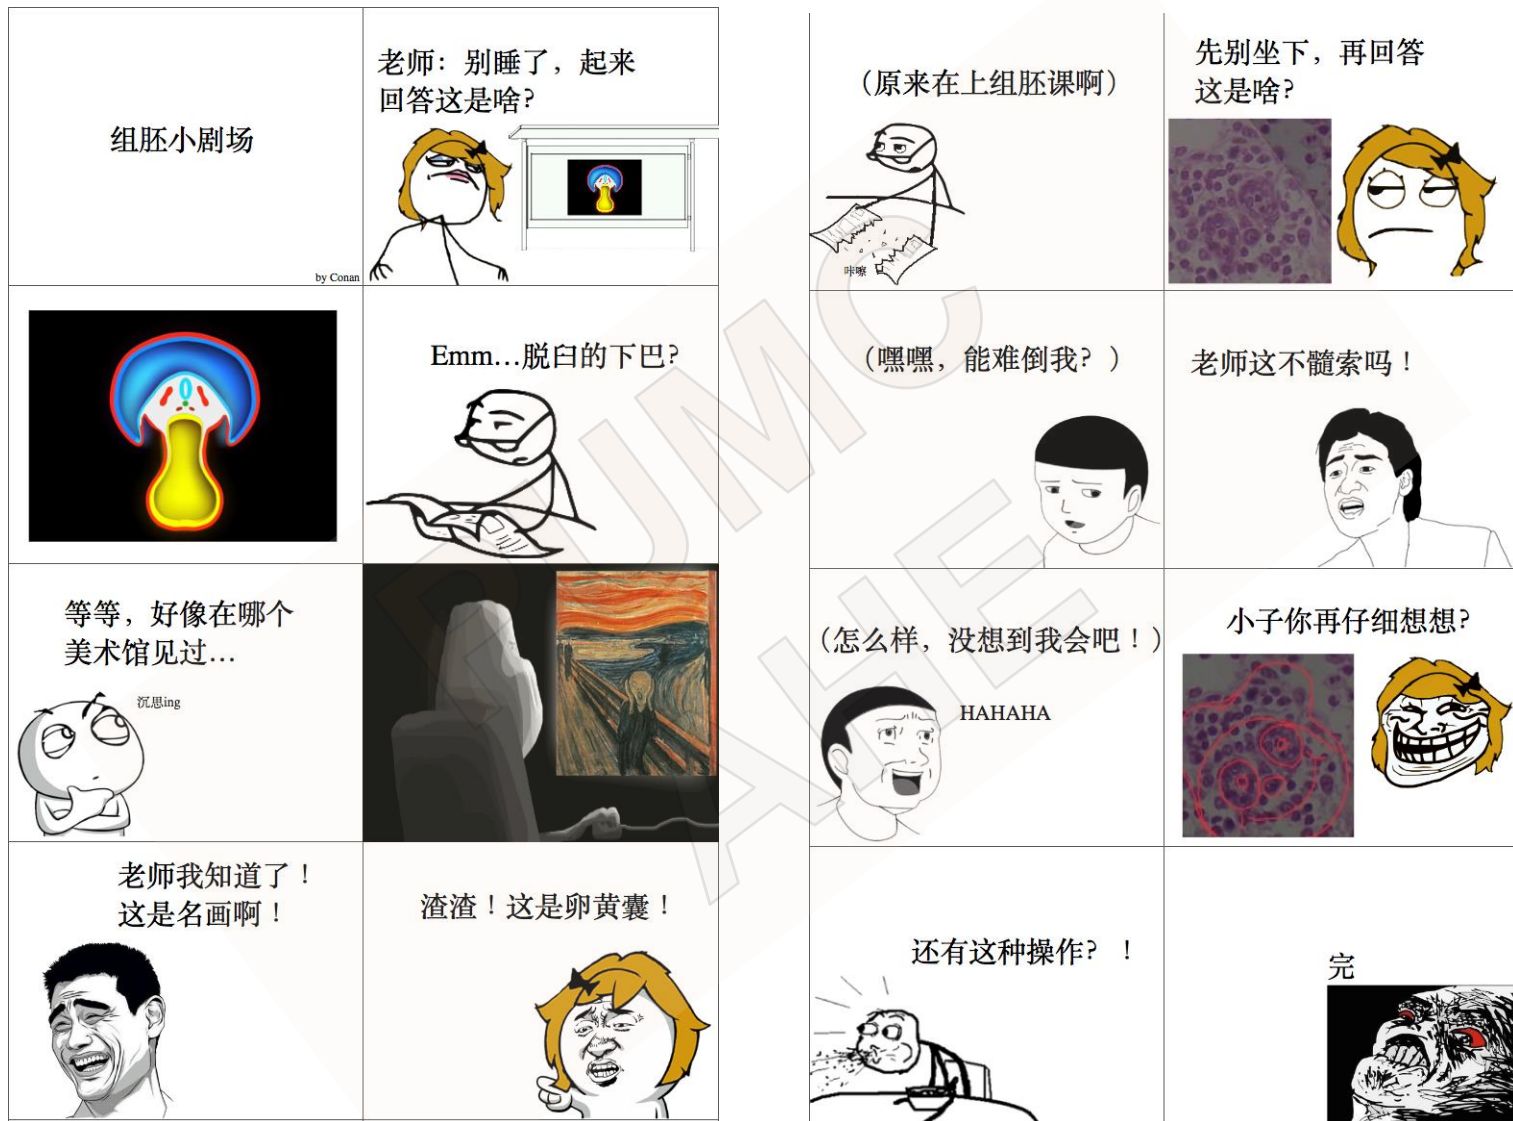 组胚小剧场
by Conan
老师：别睡了，起来
回答这是啥？
Emm...脱臼的下巴？
等等，好像在哪个
美术馆见过...
沉思ing
老师我知道了！
这是名画啊！
渣渣！这是卵黄囊！
（原来在上组胚课啊）
咔嚓
先别坐下，再回答
这是啥？
（嘿嘿，能难倒我？）
老师这不髓索吗！
（怎么样，没想到我会吧！）
HAHAHA
小子你再仔细想想？
还有这种操作？！
完
PUMC
AHE